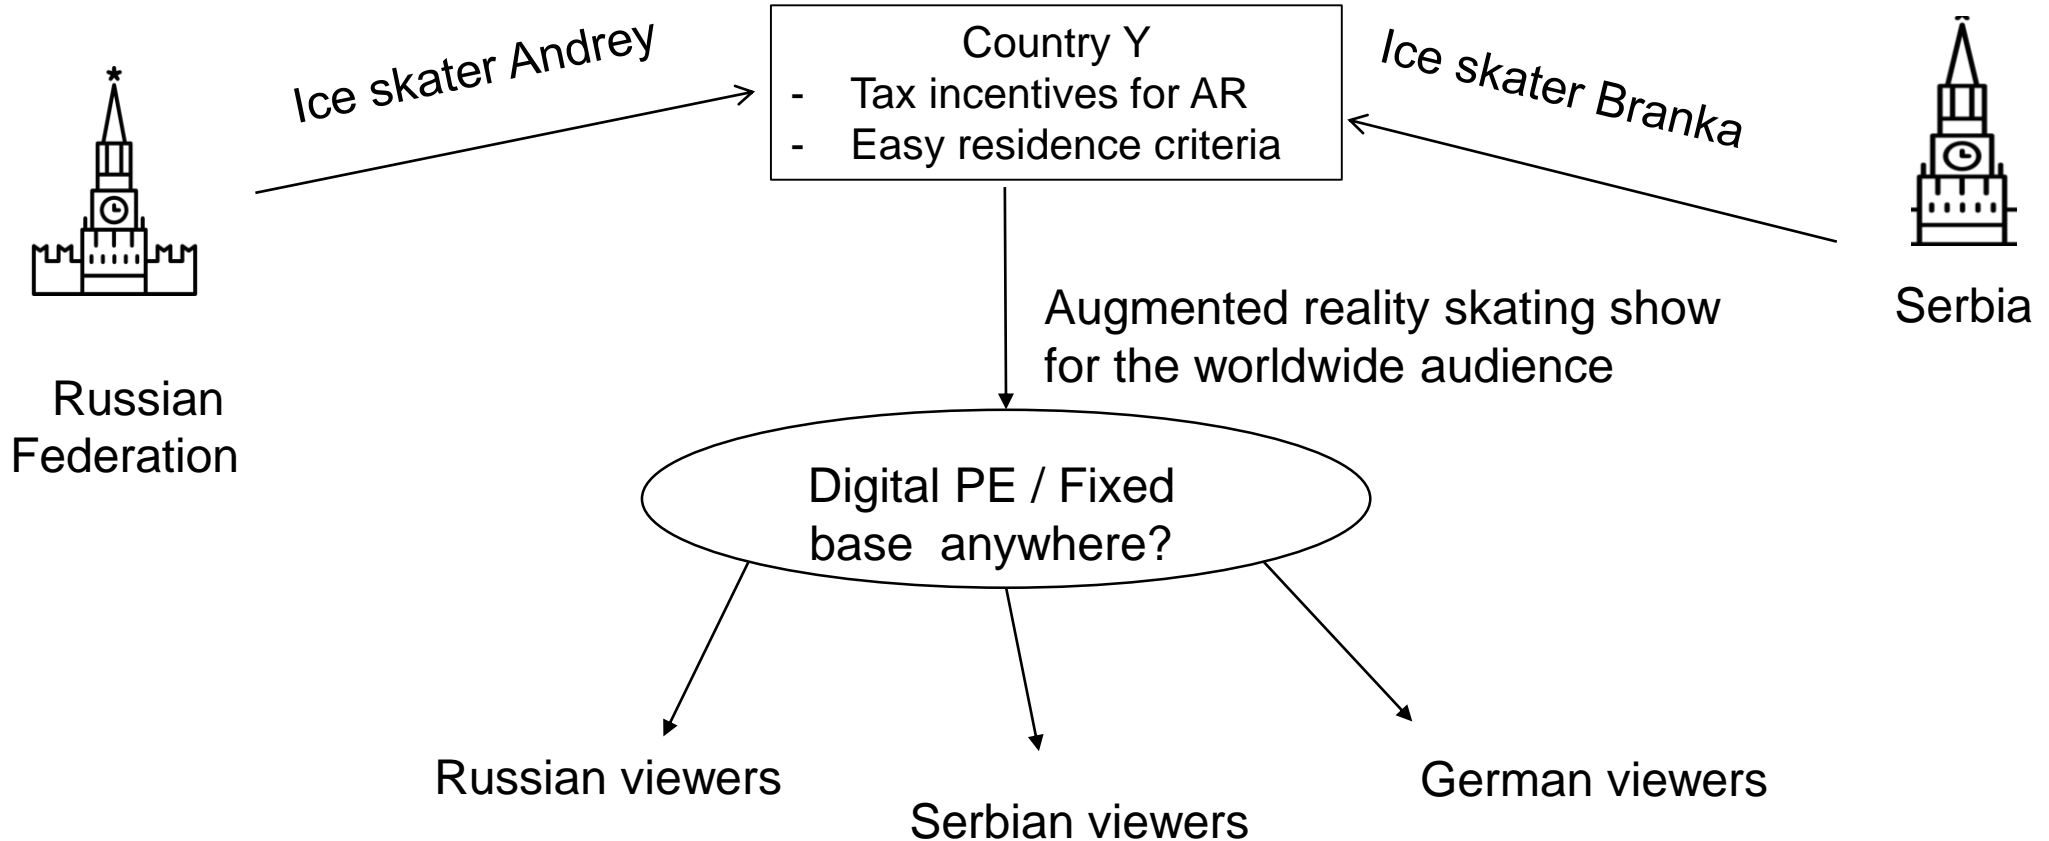 Ice skater Andrey
Country Y
- Tax incentives for AR
- Easy residence criteria
Ice skater Branka
Augmented reality skating show
for the worldwide audience
Serbia
Russian
Federation
Digital PE / Fixed
base anywhere?
Russian viewers
Serbian viewers
German viewers